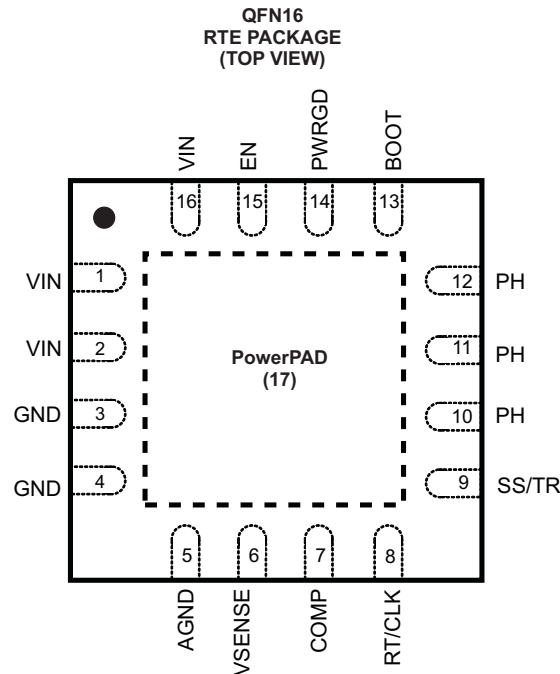 QFN16
RTE PACKAGE
(TOP VIEW)
VIN
EN
PWRGD
BOOT
16
15
14
13
VIN 1
12 PH
VIN 2
11 PH
PowerPAD
(17)
GND 3
10 PH
GND 4
9 SS/TR
5
6
7
8
AGND
VSENSE
COMP
RT/CLK